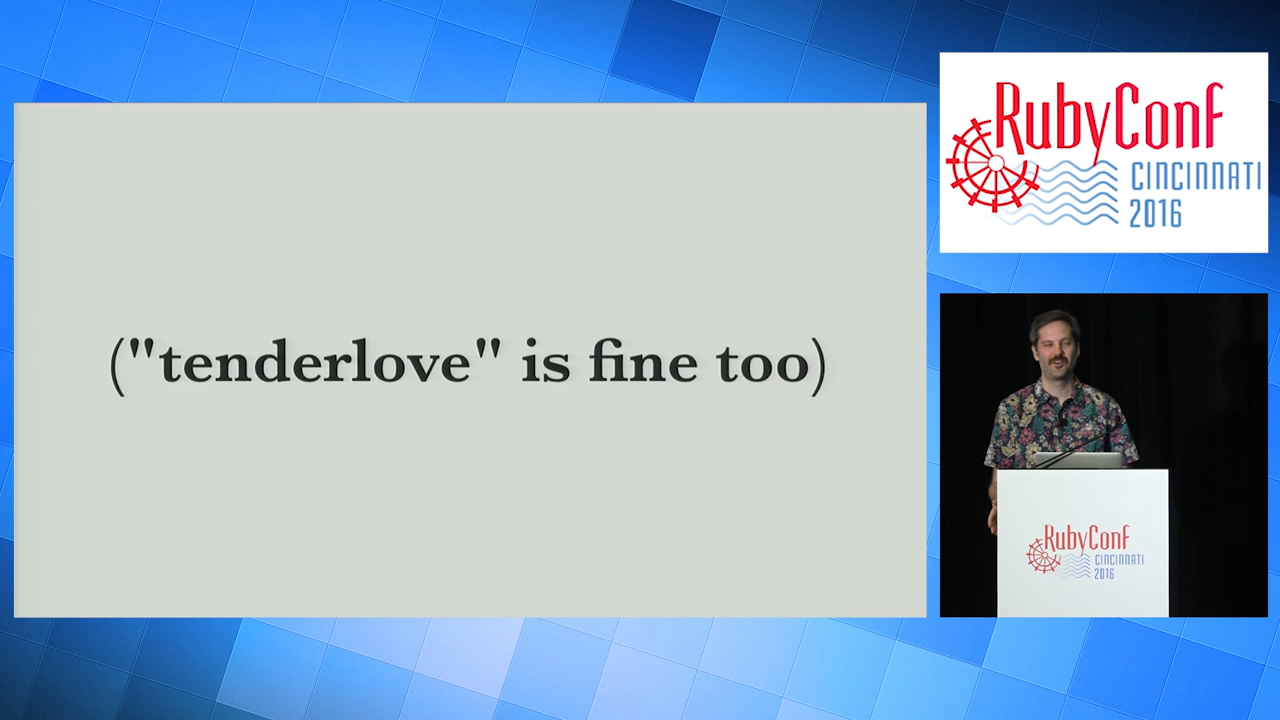 ("tenderlove" is fine too)
RubyConf
CINCINNATI
2016
RubyConf
CINCINNATI
2016